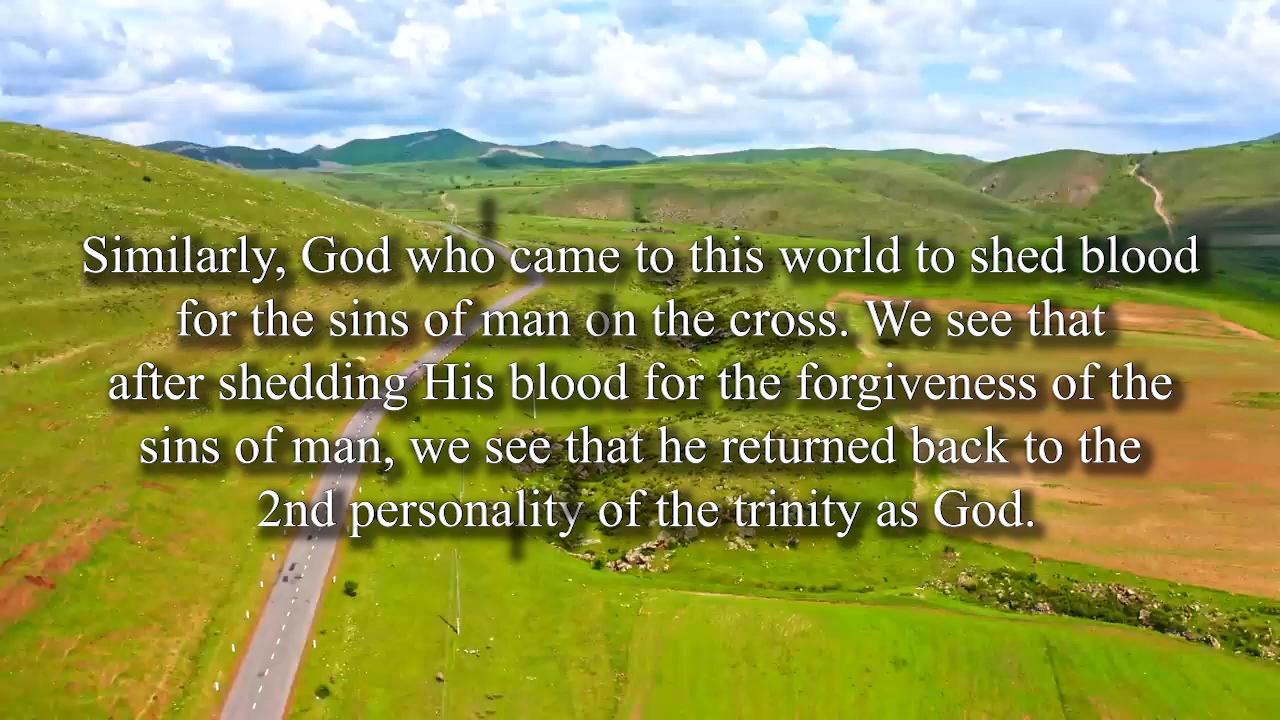 Similarly, God who came to this world to shed blood
for the sins of man on the cross. We see that
after shedding His blood for the forgiveness of the
sins of man, we see that he returned back to the
2nd personality of the trinity as God.